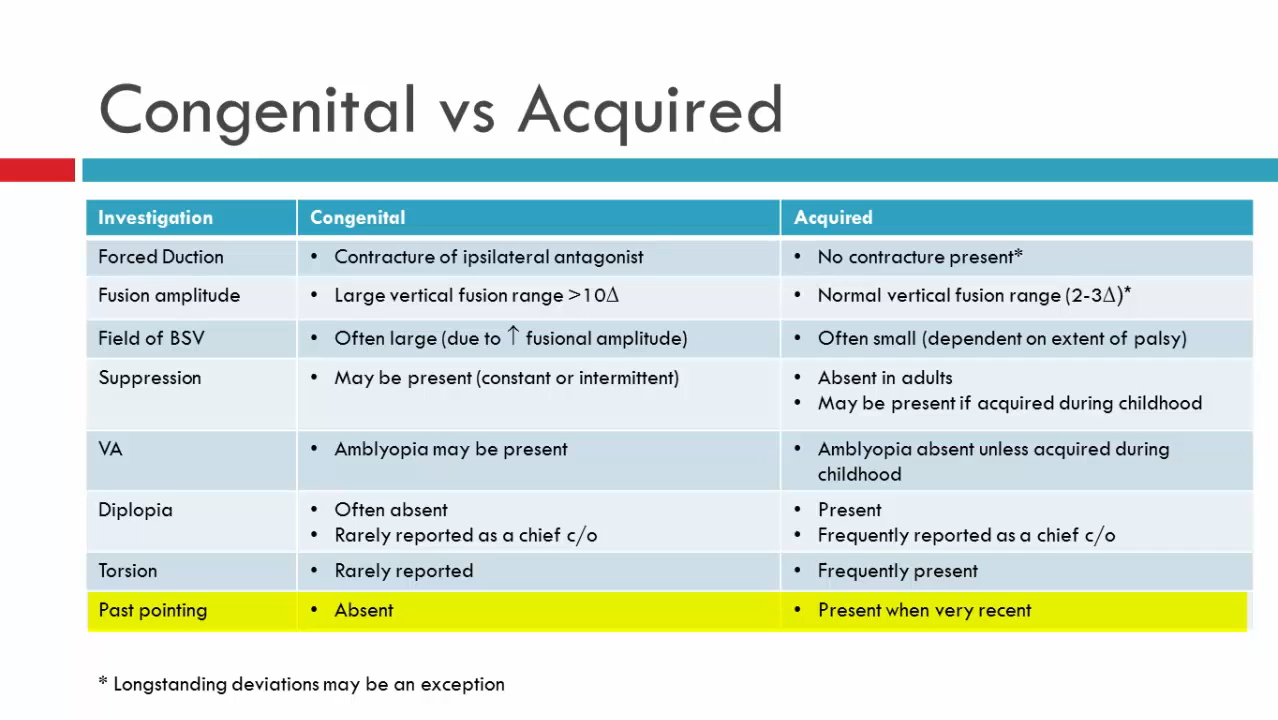 Congenital vs Acquired
Investigation Congenital Acquired
Forced Duction • Contracture of ipsilateral antagonist • No contracture present*
Fusion amplitude • Large vertical fusion range >10∆ • Normal vertical fusion range (2-3∆)*
Field of BSV • Often large (due to ↑ fusional amplitude) • Often small (dependent on extent of palsy)
Suppression • May be present (constant or intermittent) • Absent in adults
• May be present if acquired during childhood
VA • Amblyopia may be present • Amblyopia absent unless acquired during
childhood
Diplopia • Often absent • Present
• Rarely reported as a chief c/o • Frequently reported as a chief c/o
Torsion • Rarely reported • Frequently present
Past pointing • Absent • Present when very recent
* Longstanding deviations may be an exception